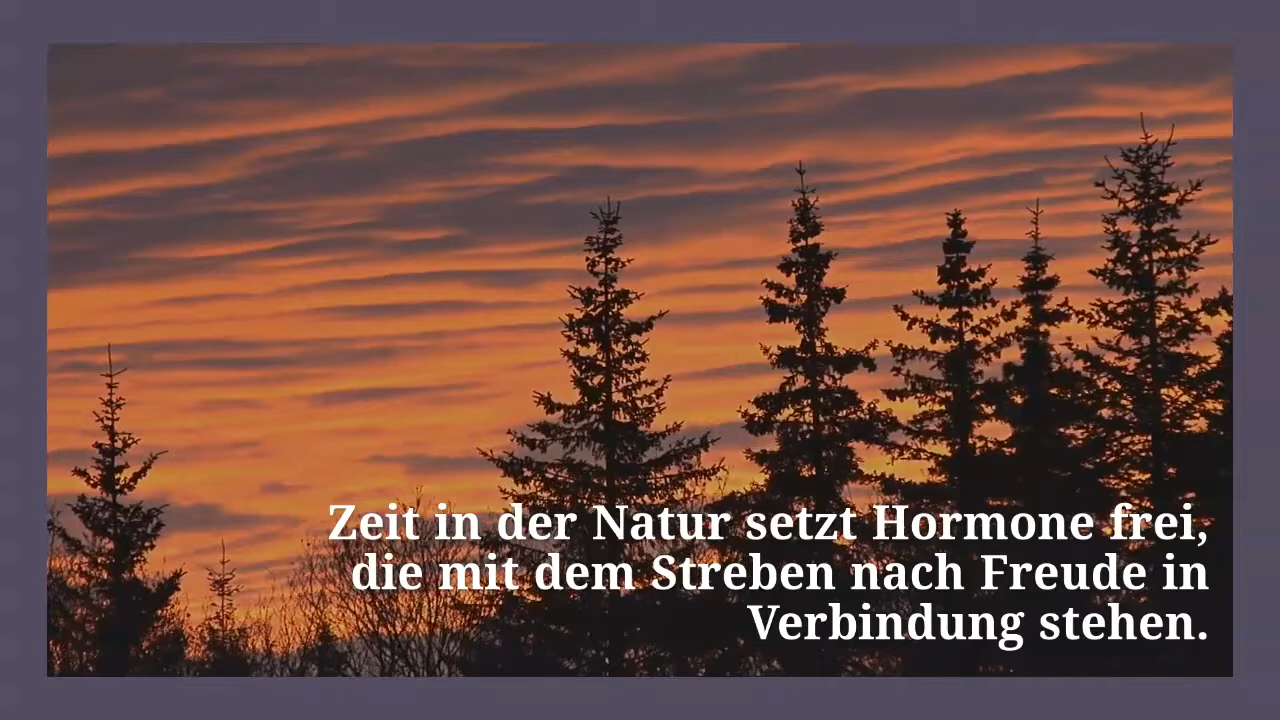 Zeit in der Natur setzt Hormone frei,
die mit dem Streben nach Freude in
Verbindung stehen.